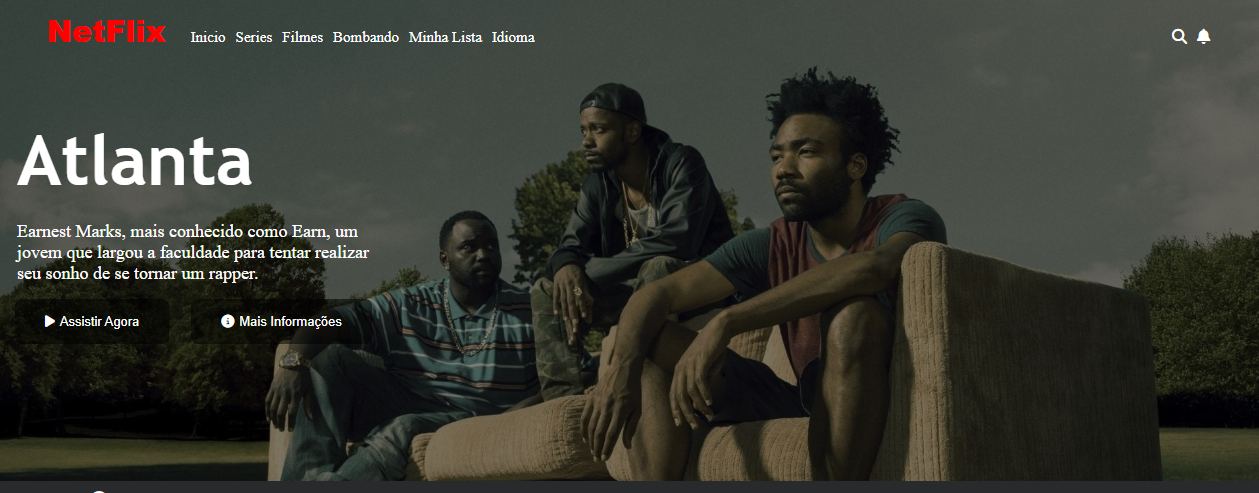 NetFlix Inicio Series Filmes Bombando Minha Lista Idioma
Atlanta
Earnest Marks, mais conhecido como Earn, um
jovem que largou a faculdade para tentar realizar
seu sonho de se tornar um rapper.
Assistir Agora Mais Informações